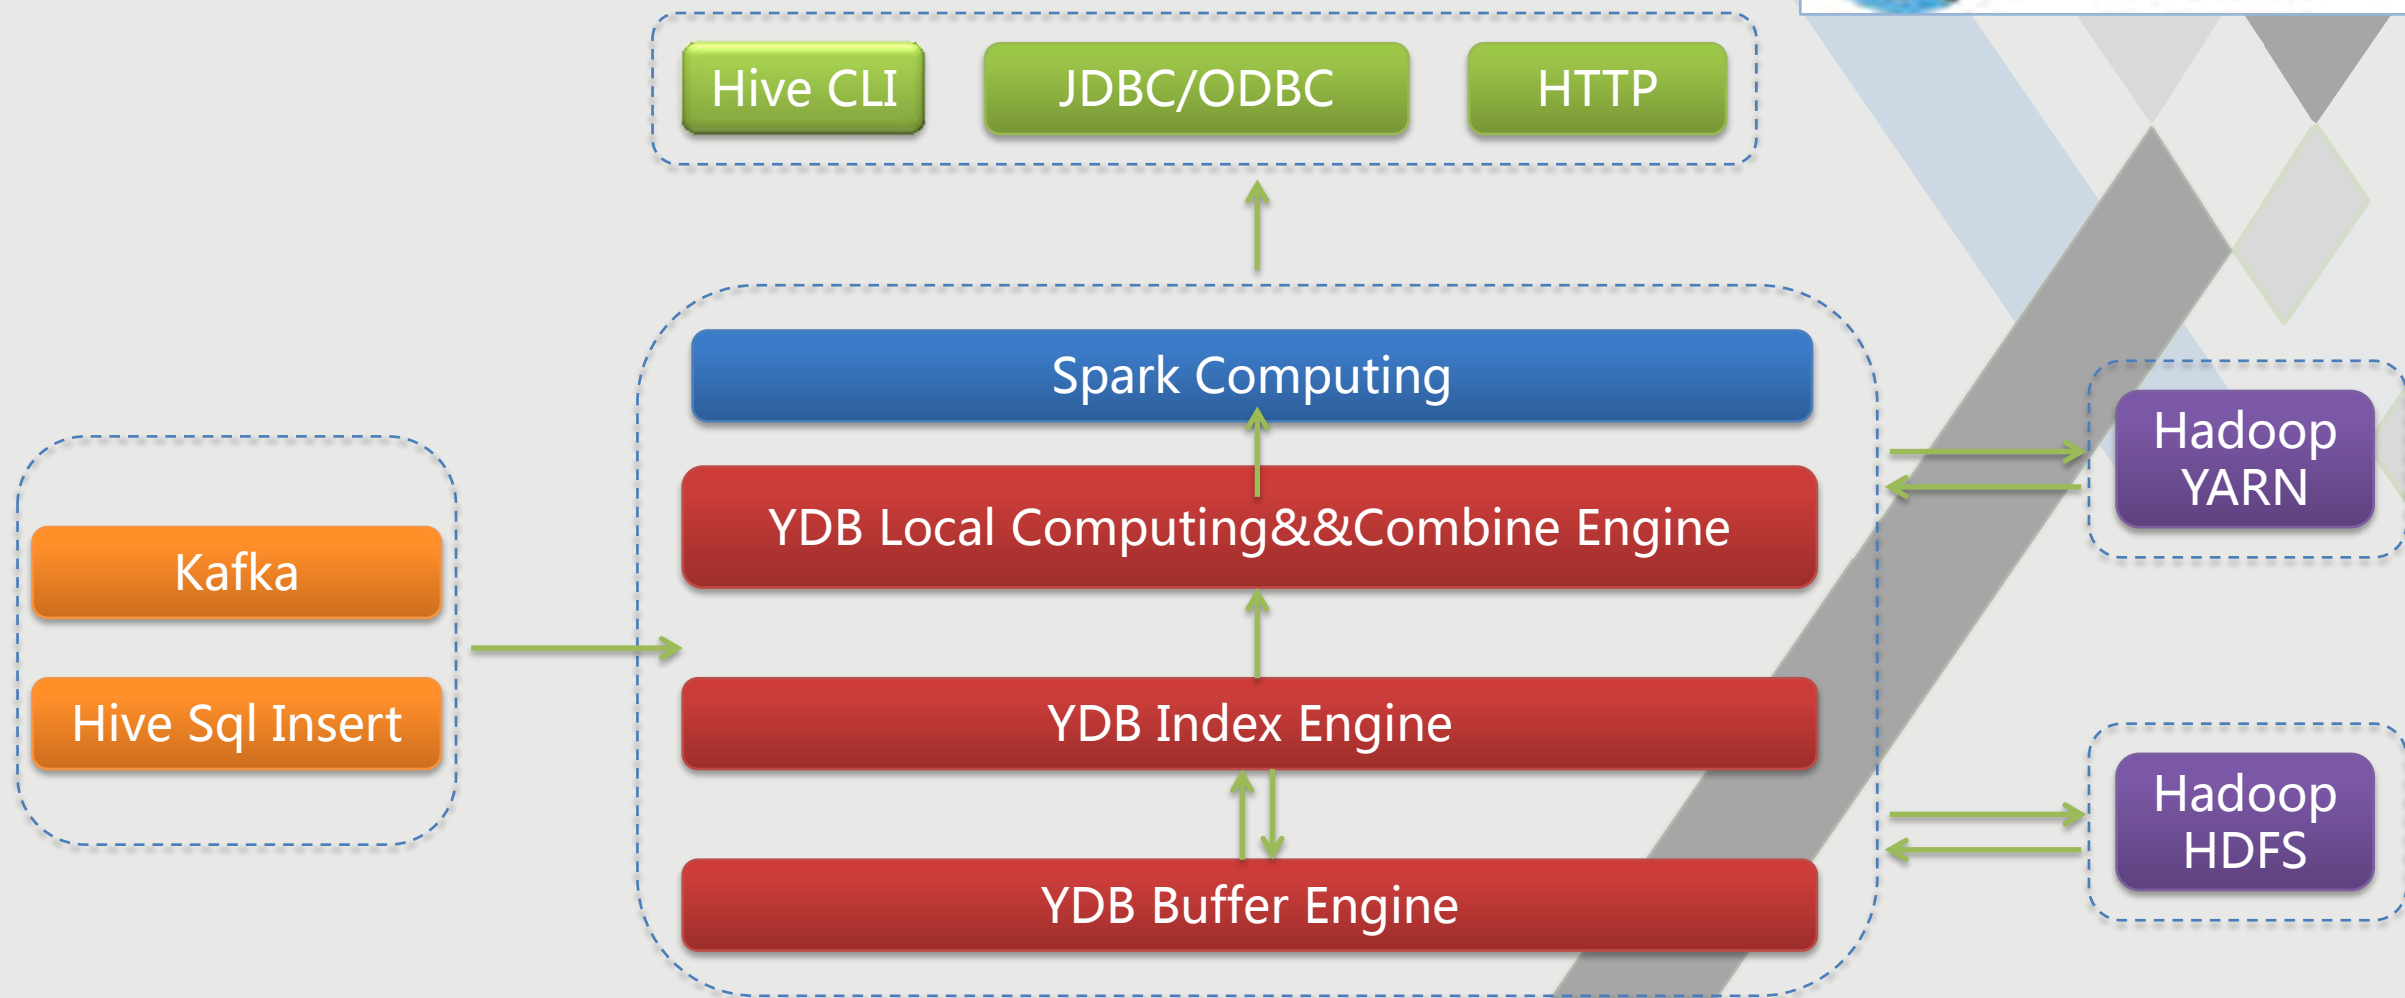 Hive CLI
JDBC/ODBC
HTTP
Spark Computing
YDB Local Computing&&Combine Engine
YDB Index Engine
YDB Buffer Engine
Kafka
Hive Sql Insert
Hadoop
YARN
Hadoop
HDFS